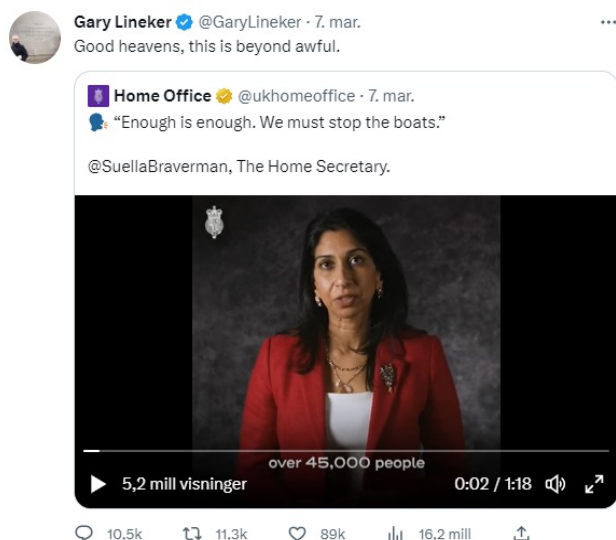 Gary Lineker @GaryLineker · 7. mar.
Good heavens, this is beyond awful.
Home Office @ukhomeoffice · 7. mar.
“Enough is enough. We must stop the boats.”
@SuellaBraverman, The Home Secretary.
over 45,000 people
5,2 mill visninger
0:02 / 1:18
10,5k 11,3k 89k 16,2 mill